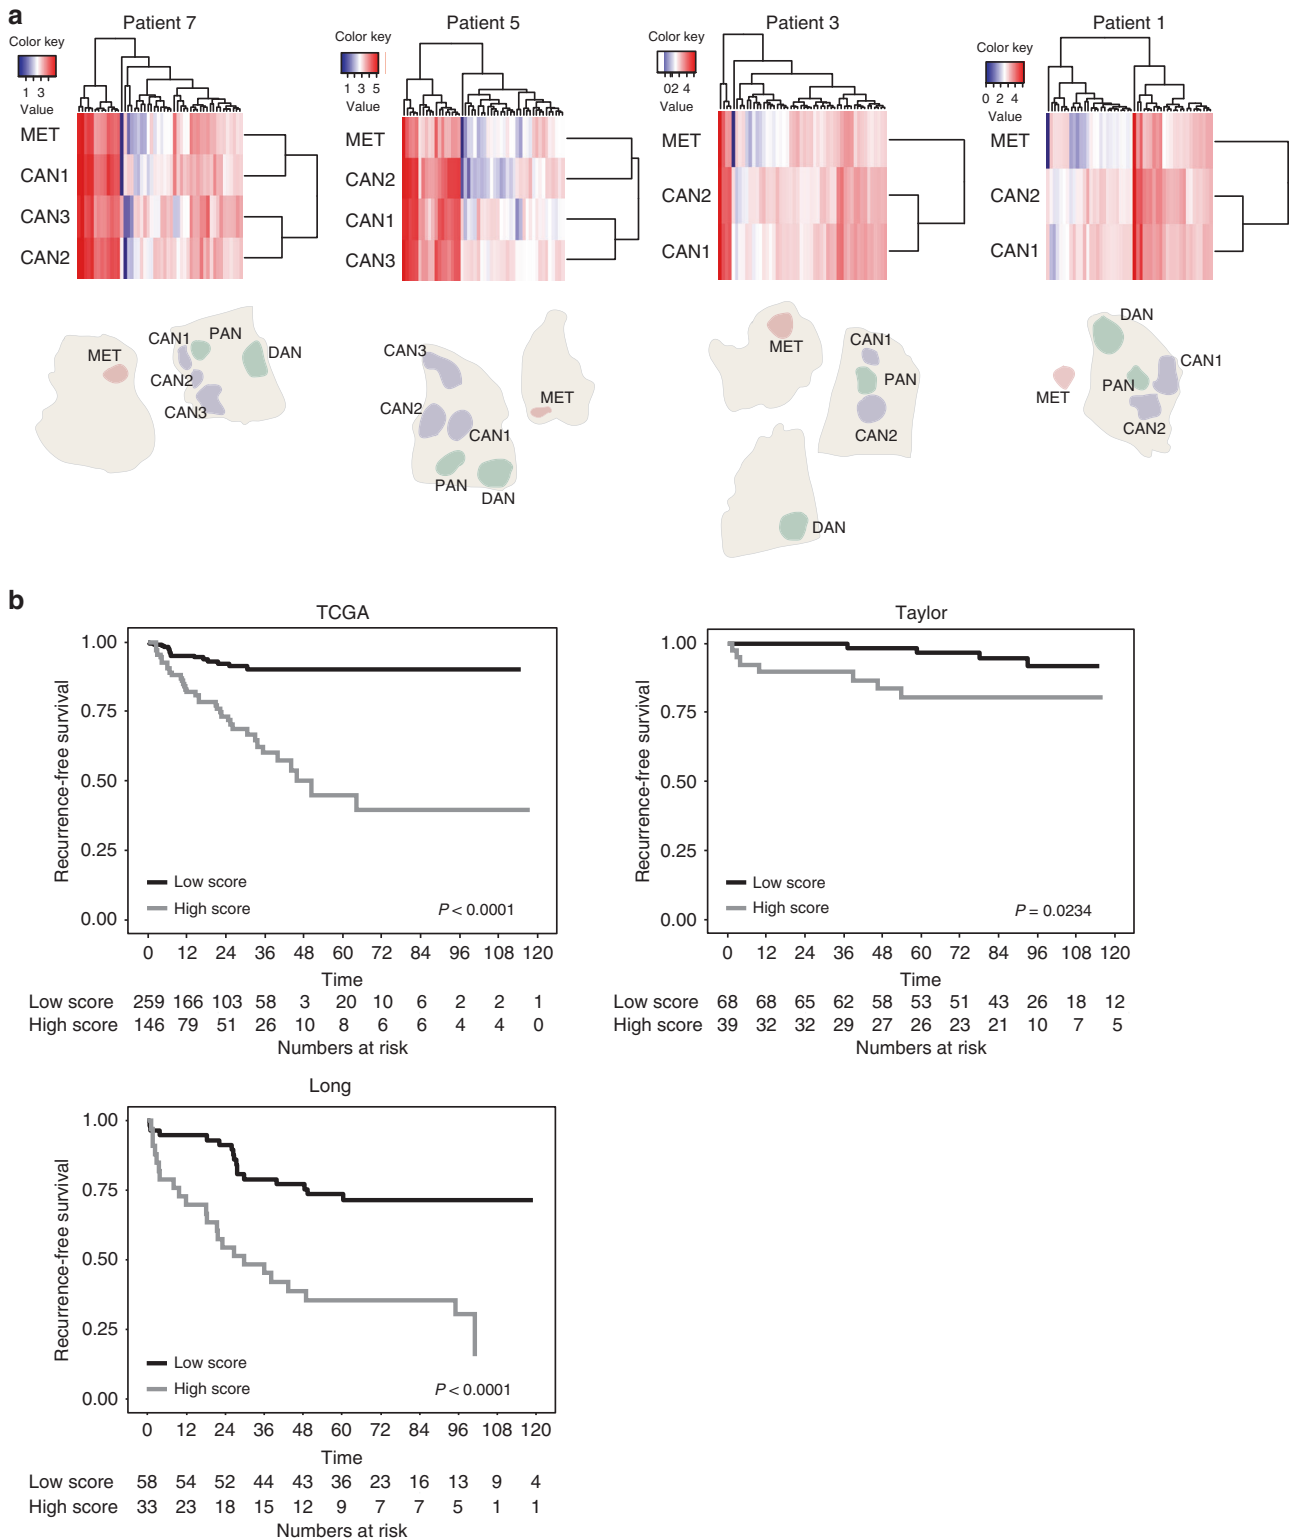 a
Patient 7
Patient 5
Patient 3
Patient 1
Color key
1 3
Value
MET
CAN1
CAN3
CAN2
Color key
1 3 5
Value
MET
CAN2
CAN1
CAN3
Color key
0 2 4
Value
MET
CAN2
CAN1
Color key
0 2 4
Value
MET
CAN2
CAN1
MET
CAN1
PAN
DAN
CAN2
CAN3
CAN3
CAN2
CAN1
PAN
DAN
MET
MET
CAN1
PAN
CAN2
DAN
DAN
CAN1
MET
PAN
CAN2
b
TCGA
Recurrence-free survival
1.00
0.75
0.50
0.25
0.00
Low score
High score
P < 0.0001
0 12 24 36 48 60 72 84 96 108 120
Time
Low score 259 166 103 58 3 20 10 6 2 2 1
High score 146 79 51 26 10 8 6 6 4 4 0
Numbers at risk
Taylor
Recurrence-free survival
1.00
0.75
0.50
0.25
0.00
Low score
High score
P = 0.0234
0 12 24 36 48 60 72 84 96 108 120
Time
Low score 68 68 65 62 58 53 51 43 26 18 12
High score 39 32 32 29 27 26 23 21 10 7 5
Numbers at risk
Long
Recurrence-free survival
1.00
0.75
0.50
0.25
0.00
Low score
High score
P < 0.0001
0 12 24 36 48 60 72 84 96 108 120
Time
Low score 58 54 52 44 43 36 23 16 13 9 4
High score 33 23 18 15 12 9 7 7 5 1 1
Numbers at risk